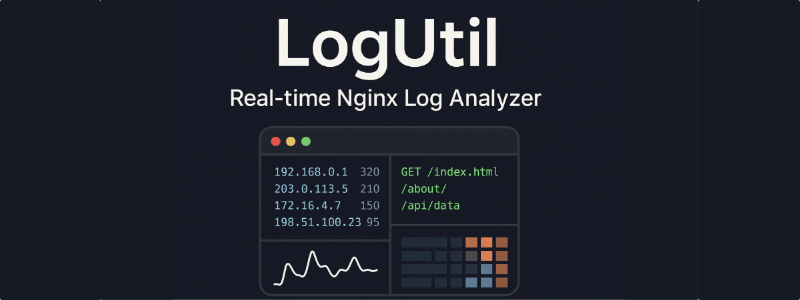 LogUtil
Real-time Nginx Log Analyzer
192.168.0.1 320
203.0.113.5 210
172.16.4.7 150
198.51.100.23 95
GET /index.html
/about/
/api/data